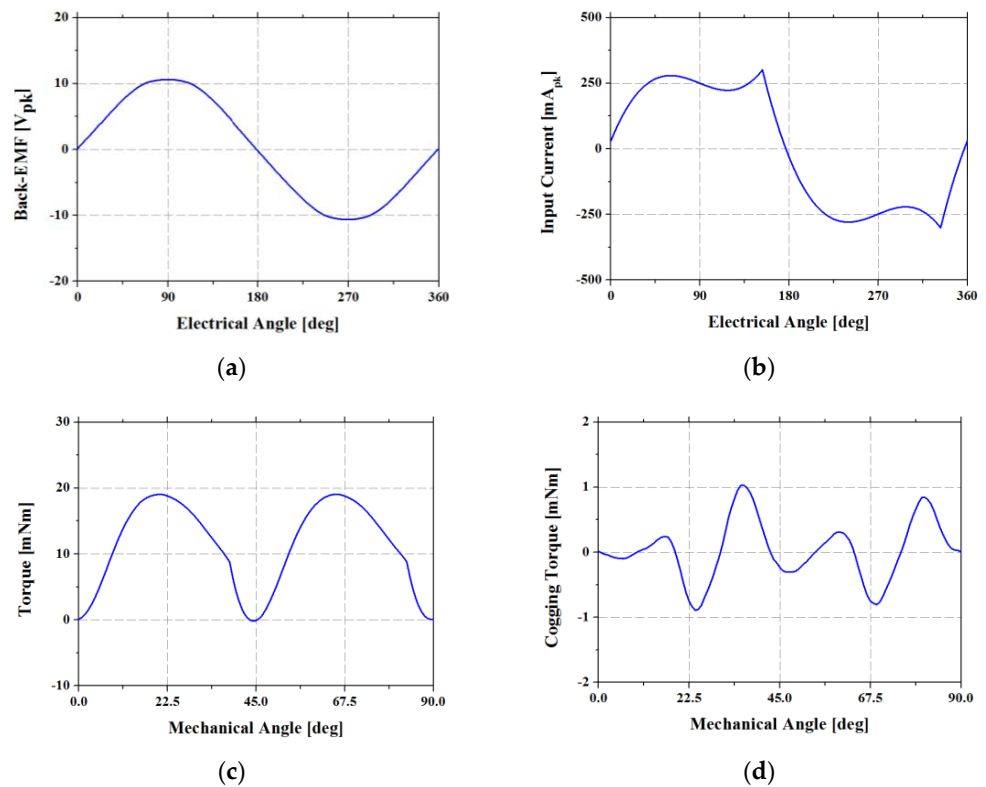 20
10
0
-10
-20
Back-EMF [Vpk]
0 90 180 270 360
Electrical Angle [deg]
(a)
500
250
0
-250
-500
Input Current [mApk]
0 90 180 270 360
Electrical Angle [deg]
(b)
30
20
10
0
-10
Torque [mNm]
0.0 22.5 45.0 67.5 90.0
Mechanical Angle [deg]
(c)
2
1
0
-1
-2
Cogging Torque [mNm]
0.0 22.5 45.0 67.5 90.0
Mechanical Angle [deg]
(d)